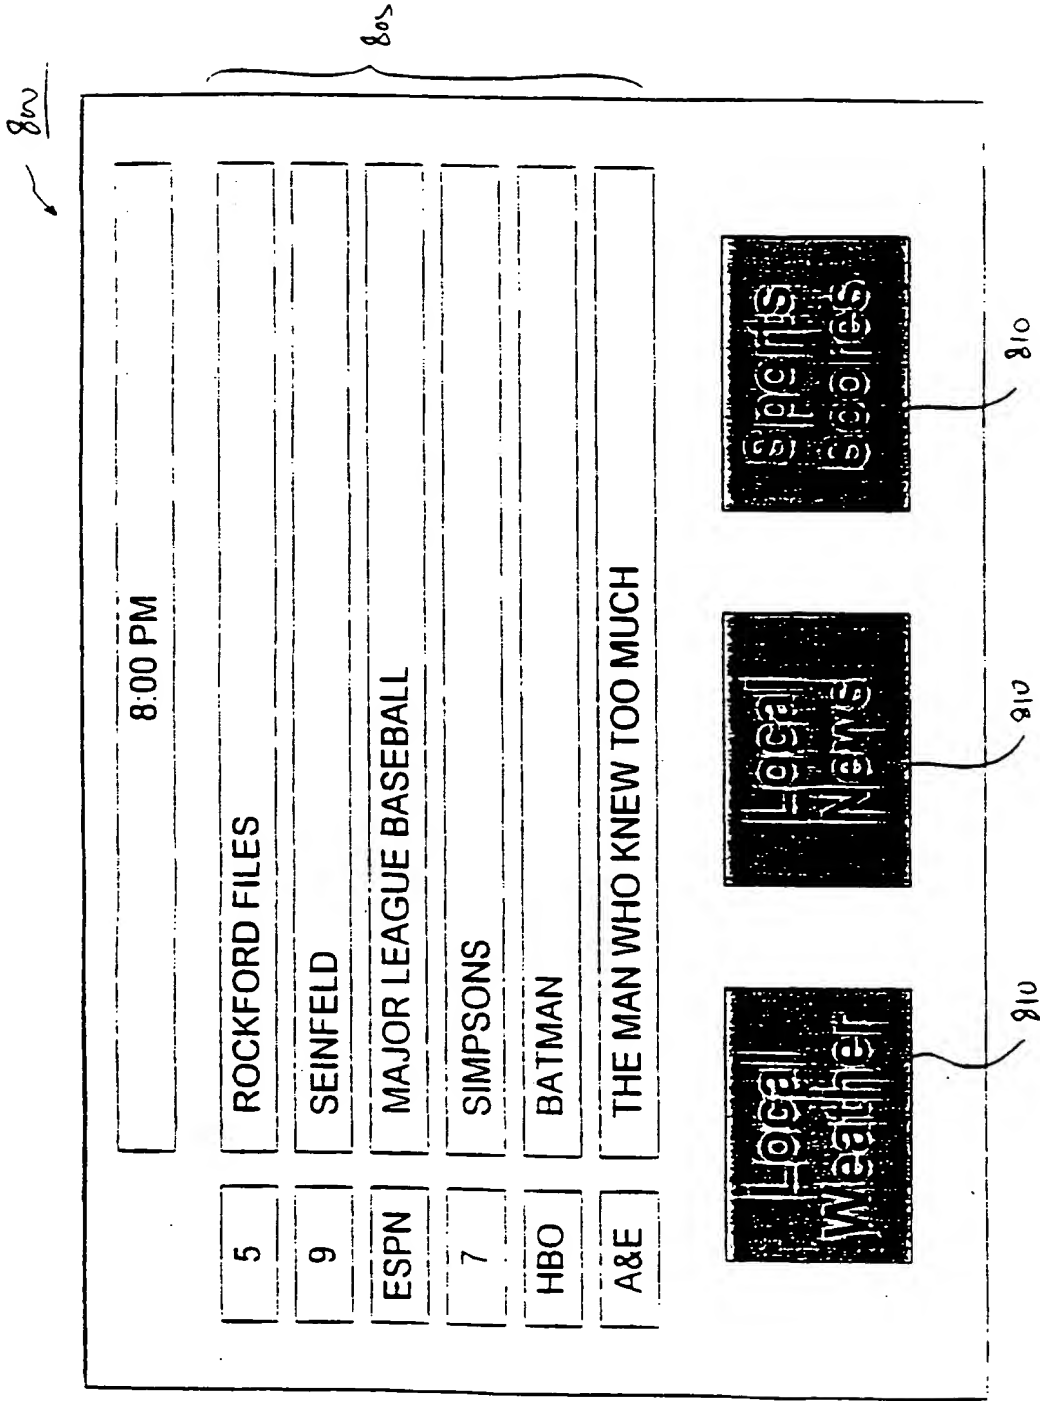 800
805
8:00 PM
5 ROCKFORD FILES
9 SEINFELD
ESPN MAJOR LEAGUE BASEBALL
7 SIMPSONS
HBO BATMAN
A&E THE MAN WHO KNEW TOO MUCH
Local Weather
Local News
Sports Scores
810
810
810